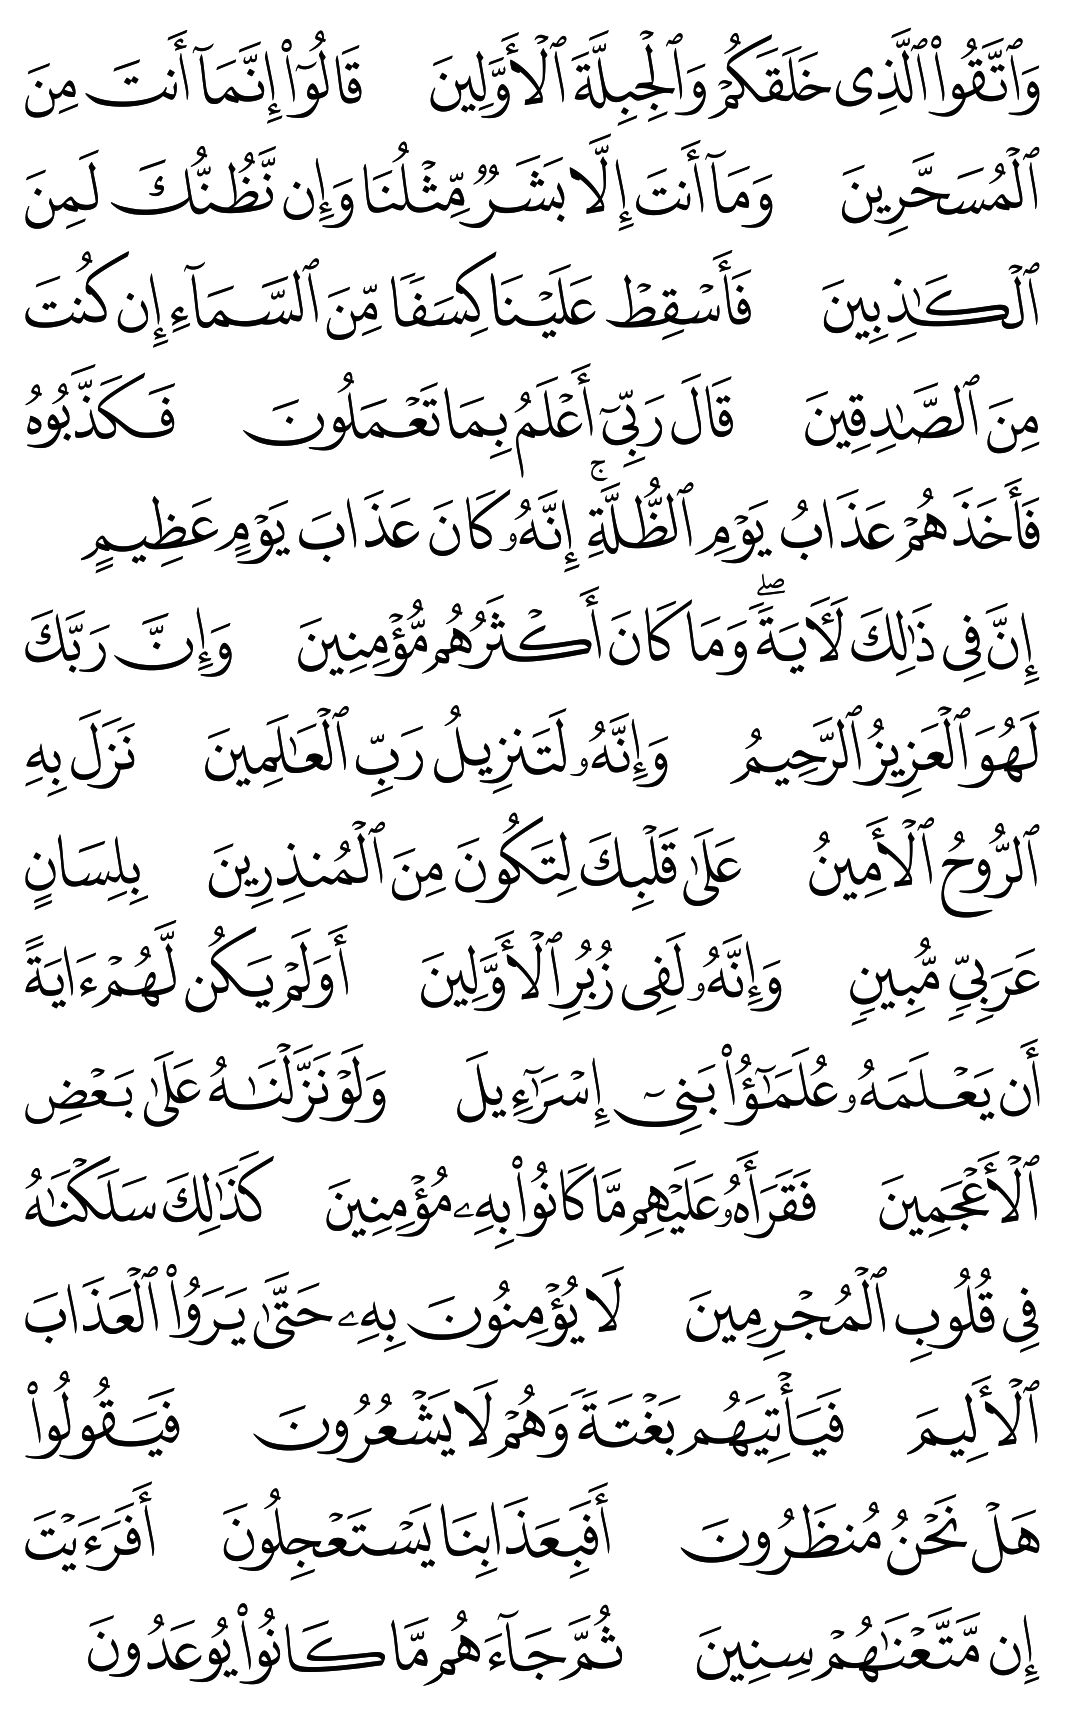 وَٱتَّقُوا۟ ٱلَّذِى خَلَقَكُمْ وَٱلْجِبِلَّةَ ٱلْأَوَّلِينَ قَالُوٓا۟ إِنَّمَآ أَنتَ مِنَ
ٱلْمُسَحَّرِينَ وَمَآ أَنتَ إِلَّا بَشَرٌ مِّثْلُنَا وَإِن نَّظُنُّكَ لَمِنَ
ٱلْكَـٰذِبِينَ فَأَسْقِطْ عَلَيْنَا كِسَفًا مِّنَ ٱلسَّمَآءِ إِن كُنتَ
مِنَ ٱلصَّـٰدِقِينَ قَالَ رَبِّىٓ أَعْلَمُ بِمَا تَعْمَلُونَ فَكَذَّبُوهُ
فَأَخَذَهُمْ عَذَابُ يَوْمِ ٱلظُّلَّةِ ۚ إِنَّهُۥ كَانَ عَذَابَ يَوْمٍ عَظِيمٍ
إِنَّ فِى ذَٰلِكَ لَـَٔايَةً ۖ وَمَا كَانَ أَكْثَرُهُم مُّؤْمِنِينَ وَإِنَّ رَبَّكَ
لَهُوَ ٱلْعَزِيزُ ٱلرَّحِيمُ وَإِنَّهُۥ لَتَنزِيلُ رَبِّ ٱلْعَـٰلَمِينَ نَزَلَ بِهِ
ٱلرُّوحُ ٱلْأَمِينُ عَلَىٰ قَلْبِكَ لِتَكُونَ مِنَ ٱلْمُنذِرِينَ بِلِسَانٍ
عَرَبِىٍّ مُّبِينٍ وَإِنَّهُۥ لَفِى زُبُرِ ٱلْأَوَّلِينَ أَوَلَمْ يَكُن لَّهُمْ ءَايَةً
أَن يَعْلَمَهُۥ عُلَمَـٰٓؤُا۟ بَنِىٓ إِسْرَٰٓءِيلَ وَلَوْ نَزَّلْنَـٰهُ عَلَىٰ بَعْضِ
ٱلْأَعْجَمِينَ فَقَرَأَهُۥ عَلَيْهِم مَّا كَانُوا۟ بِهِۦ مُؤْمِنِينَ كَذَٰلِكَ سَلَكْنَـٰهُ
فِى قُلُوبِ ٱلْمُجْرِمِينَ لَا يُؤْمِنُونَ بِهِۦ حَتَّىٰ يَرَوُا۟ ٱلْعَذَابَ
ٱلْأَلِيمَ فَيَأْتِيَهُم بَغْتَةً وَهُمْ لَا يَشْعُرُونَ فَيَقُولُوا۟
هَلْ نَحْنُ مُنظَرُونَ أَفَبِعَذَابِنَا يَسْتَعْجِلُونَ أَفَرَءَيْتَ
إِن مَّتَّعْنَـٰهُمْ سِنِينَ ثُمَّ جَآءَهُم مَّا كَانُوا۟ يُوعَدُونَ